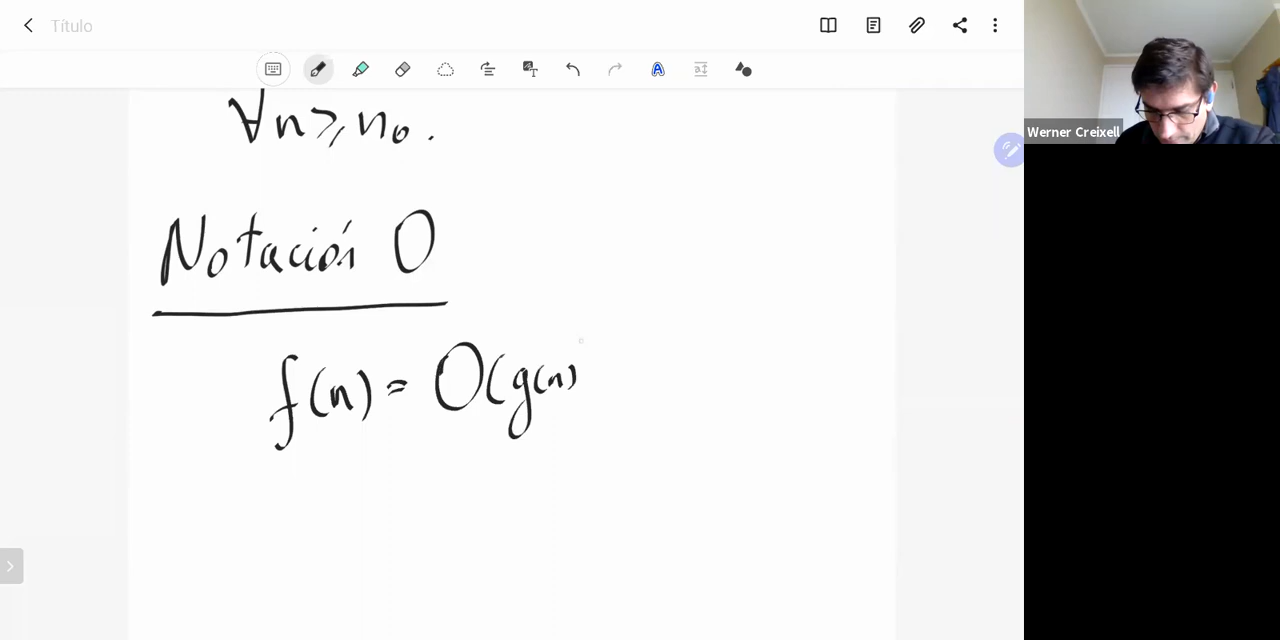 Título
∀n ≥ n₀.
Werner Creixell
Notación O
f(n) = O(g(n)